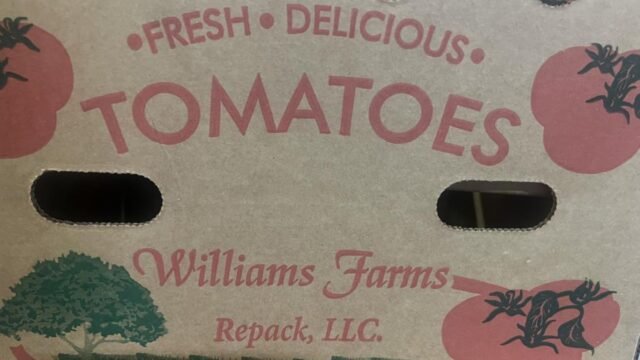 •FRESH • DELICIOUS•
TOMATOES
Williams Farms
Repack, LLC.